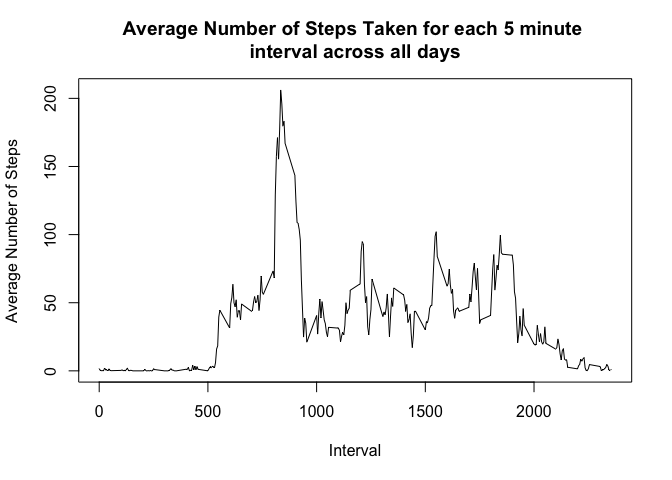 Average Number of Steps Taken for each 5 minute
interval across all days
Average Number of Steps
200
150
100
50
0
0 500 1000 1500 2000
Interval